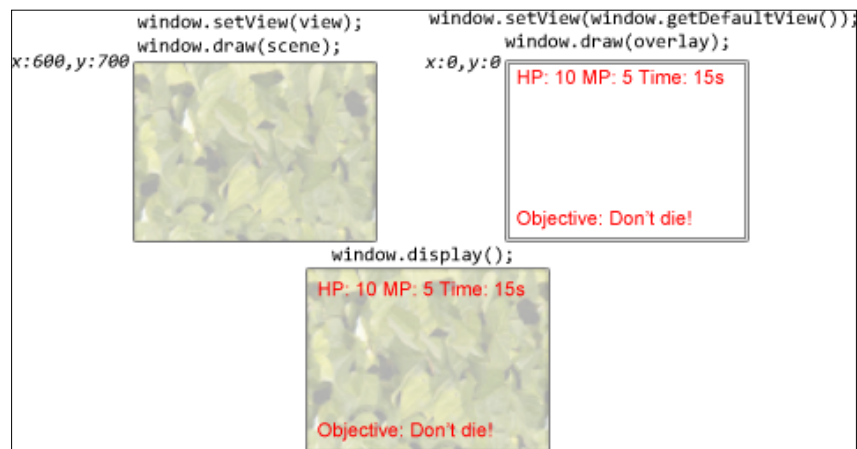 window.setView(view);
window.draw(scene);
x:600,y:700
window.setView(window.getDefaultView());
window.draw(overlay);
x:0,y:0
HP: 10 MP: 5 Time: 15s
Objective: Don't die!
window.display();
HP: 10 MP: 5 Time: 15s
Objective: Don't die!